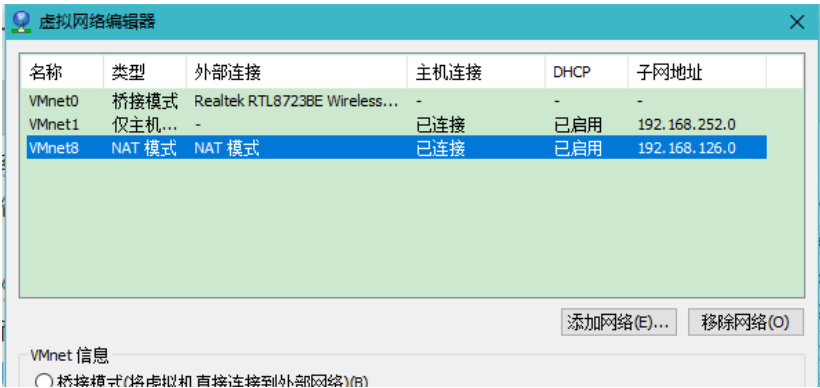 虚拟网络编辑器
名称 类型 外部连接 主机连接 DHCP 子网地址
VMnet0 桥接模式 Realtek RTL8723BE Wireless... - - -
VMnet1 仅主机... - 已连接 已启用 192.168.252.0
VMnet8 NAT 模式 NAT 模式 已连接 已启用 192.168.126.0
添加网络(E)... 移除网络(O)
VMnet 信息
桥接模式(将虚拟机直接连接到外部网络)(B)